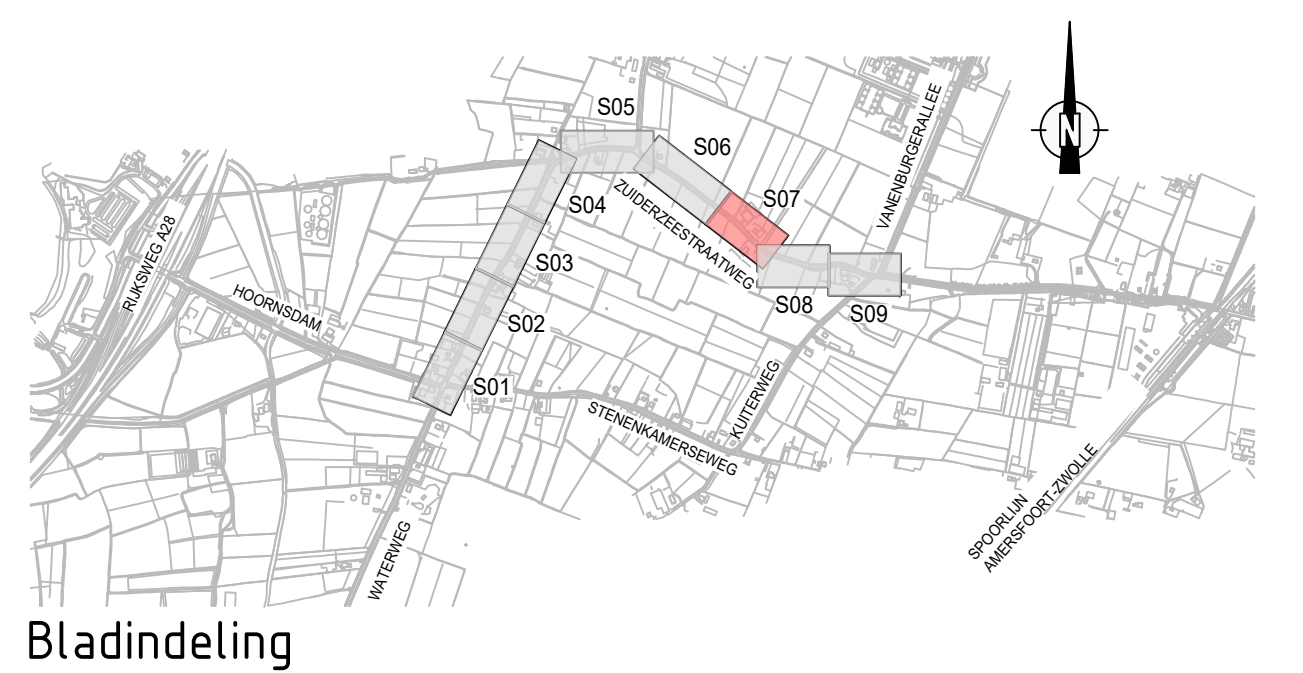 N
S05
S06
VANENBURGERALLEE
S07
ZUIDERZEESTRAATWEG
S04
RIJKSWEG A28
S03
HOORNSDAM
S08
S09
S02
S01
KUITERWEG
STENENKAMERSEWEG
SPOORLIJN
AMERSFOORT-ZWOLLE
WATERWEG
Bladindeling